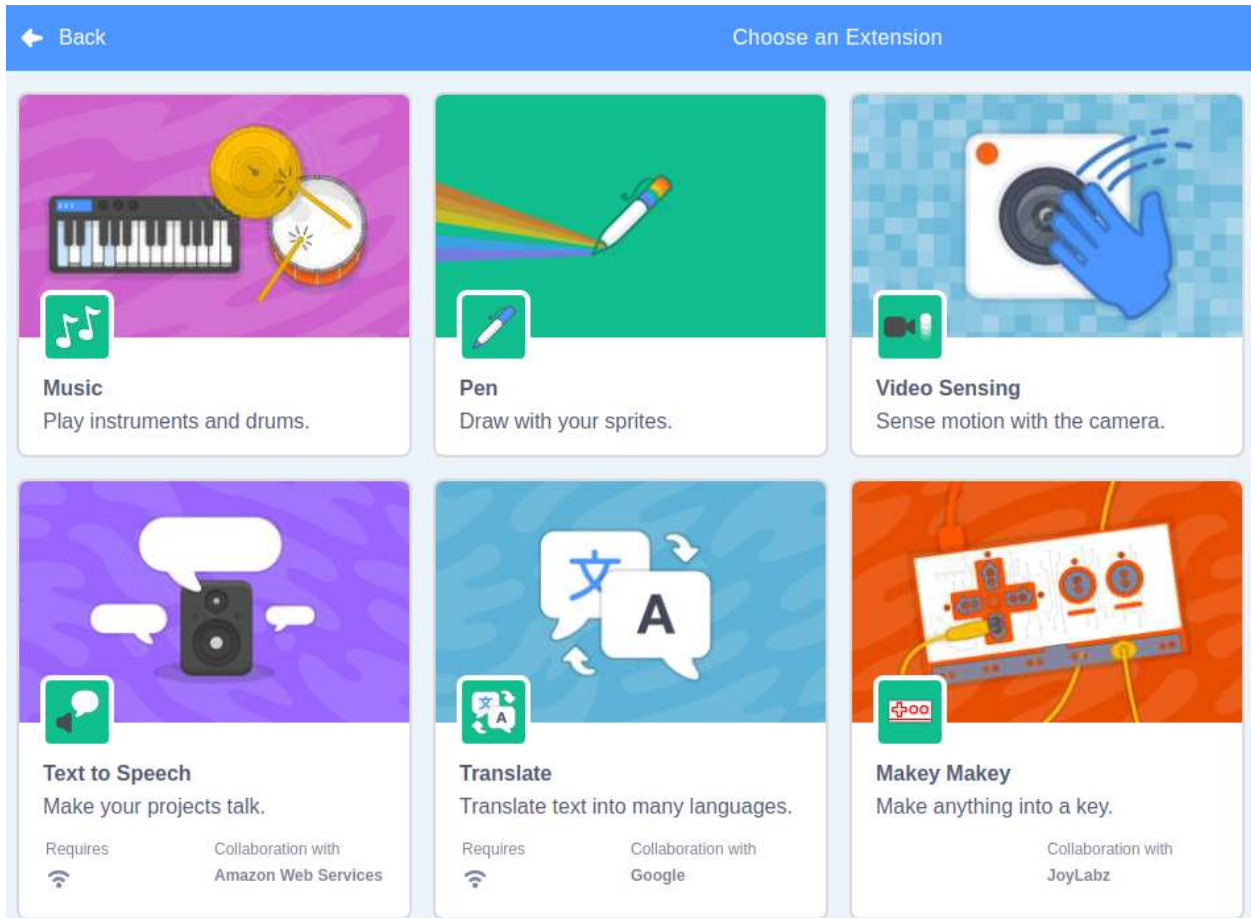 Back
Choose an Extension
Music
Play instruments and drums.
Pen
Draw with your sprites.
Video Sensing
Sense motion with the camera.
文
A
文
A
Text to Speech
Make your projects talk.
Requires
Collaboration with
Amazon Web Services
Translate
Translate text into many languages.
Requires
Collaboration with
Google
Makey Makey
Make anything into a key.
Collaboration with
JoyLabz